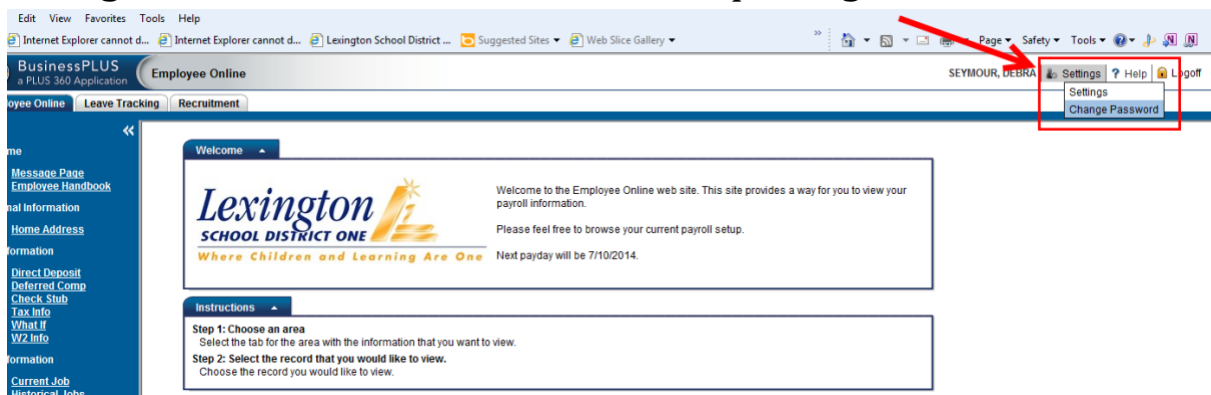 Edit View Favorites Tools Help
Internet Explorer cannot d... Internet Explorer cannot d... Lexington School District ... Suggested Sites Web Slice Gallery Page Safety Tools
BusinessPLUS
a PLUS 360 Application
Employee Online SEYMOUR, DEBRA Settings ? Help Logoff
Settings
Change Password
oyee Online Leave Tracking Recruitment
«
me
Message Page
Employee Handbook
nal Information
Home Address
formation
Direct Deposit
Deferred Comp
Check Stub
Tax Info
What If
W2 Info
formation
Current Job
Historical Jobs
Welcome
Lexington
SCHOOL DISTRICT ONE
Where Children and Learning Are One
Welcome to the Employee Online web site. This site provides a way for you to view your
payroll information.
Please feel free to browse your current payroll setup.
Next payday will be 7/10/2014.
Instructions
Step 1: Choose an area
Select the tab for the area with the information that you want to view.
Step 2: Select the record that you would like to view.
Choose the record you would like to view.